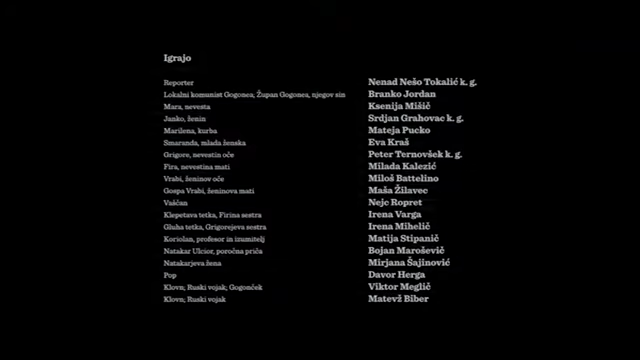 Igrajo
Reporter Nenad Nešo Tokalić k. g.
Lokalni komunist Gogonea; Župan Gogonea, njegov sin Branko Jordan
Mara, nevesta Ksenija Mišič
Janko, ženin Srdjan Grahovac k. g.
Marilena, kurba Mateja Pucko
Smaranda, mlada ženska Eva Kraš
Grigore, nevestin oče Peter Ternovšek k. g.
Fira, nevestina mati Milada Kalezić
Vrabi, ženinov oče Miloš Battelino
Gospa Vrabi, ženinova mati Maša Žilavec
Vaščan Nejc Ropret
Klepetava tetka, Firina sestra Irena Varga
Gluha tetka, Grigorejeva sestra Irena Mihelič
Koriolan, profesor in izumitelj Matija Stipanič
Natakar Ulcior, poročna priča Bojan Maroševič
Natakarjeva žena Mirjana Šajinović
Pop Davor Herga
Klovn; Ruski vojak; Gogonček Viktor Meglič
Klovn; Ruski vojak Matevž Biber